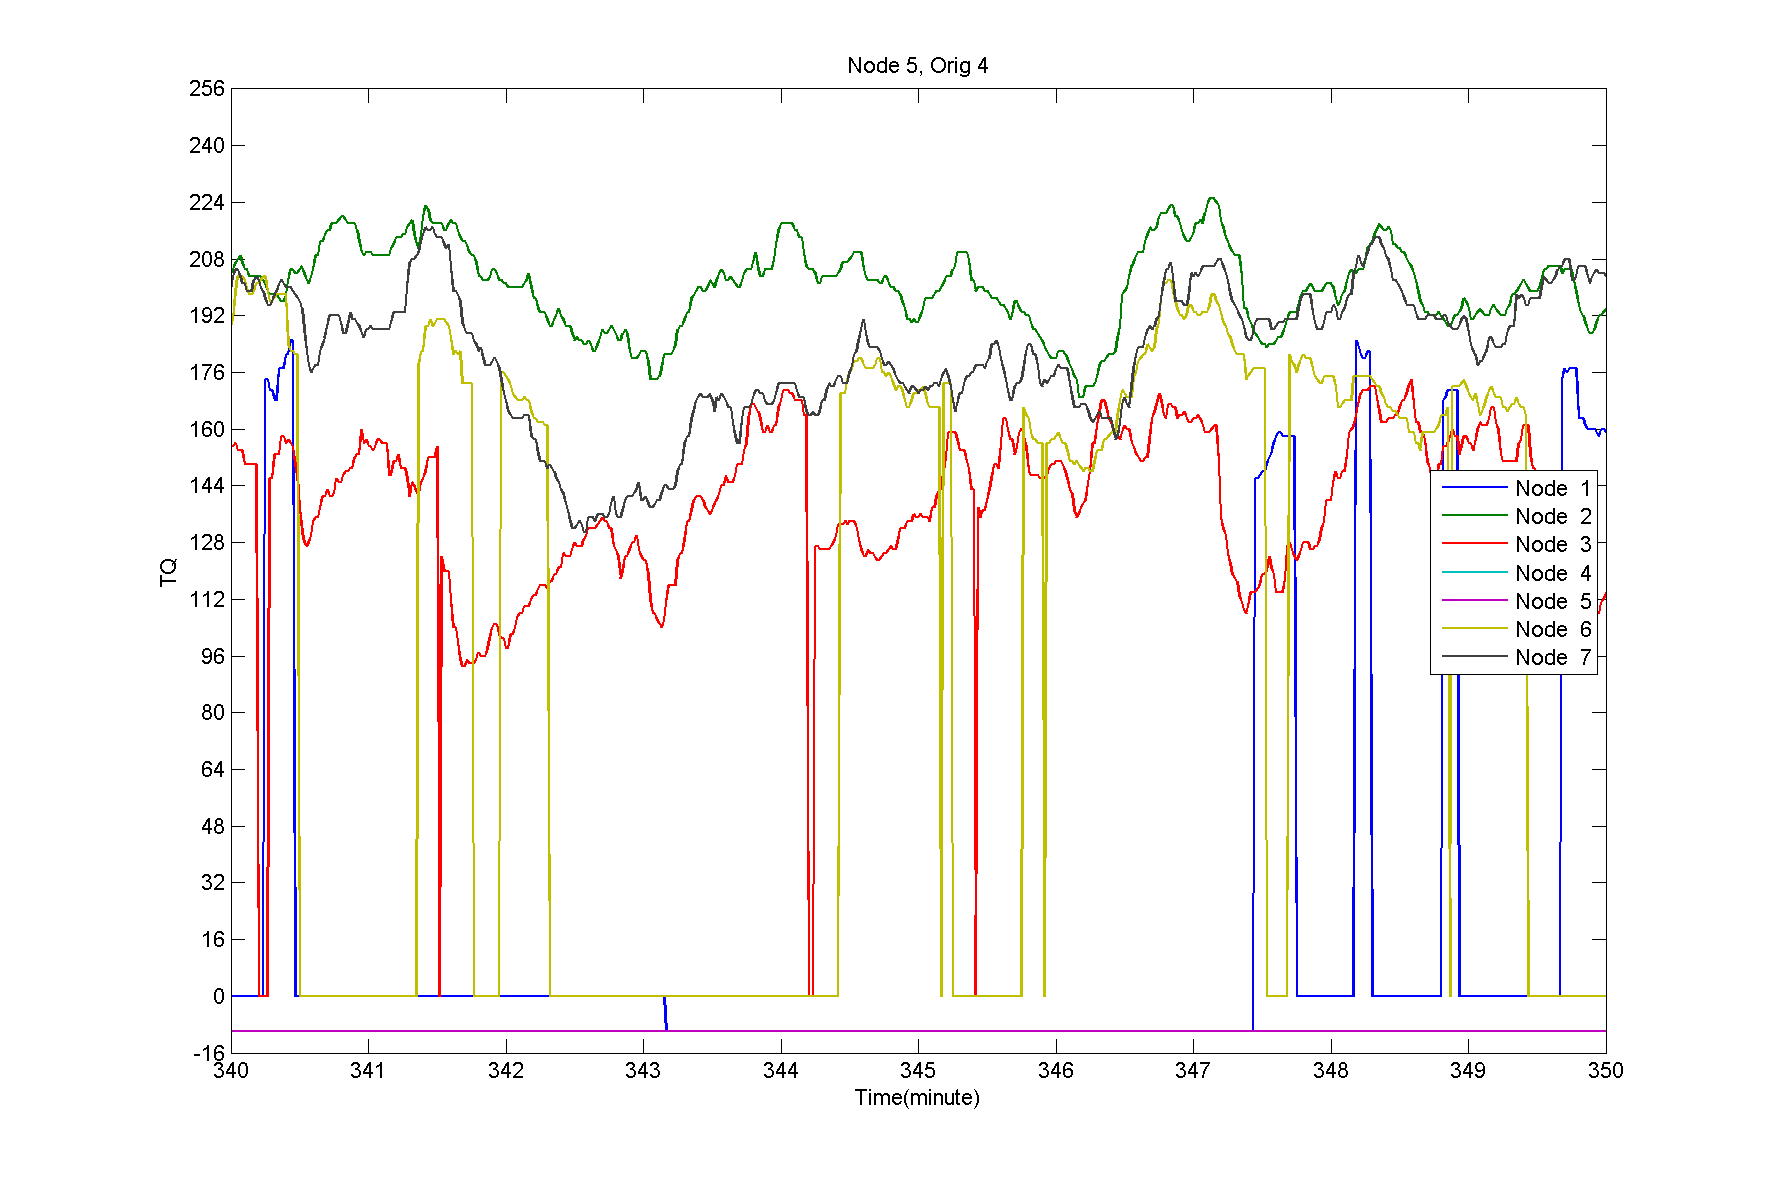 Node 5, Orig 4
256
240
224
208
192
176
160
144
128
112
96
80
64
48
32
16
0
-16
TQ
340 341 342 343 344 345 346 347 348 349 350
Time(minute)
Node 1
Node 2
Node 3
Node 4
Node 5
Node 6
Node 7